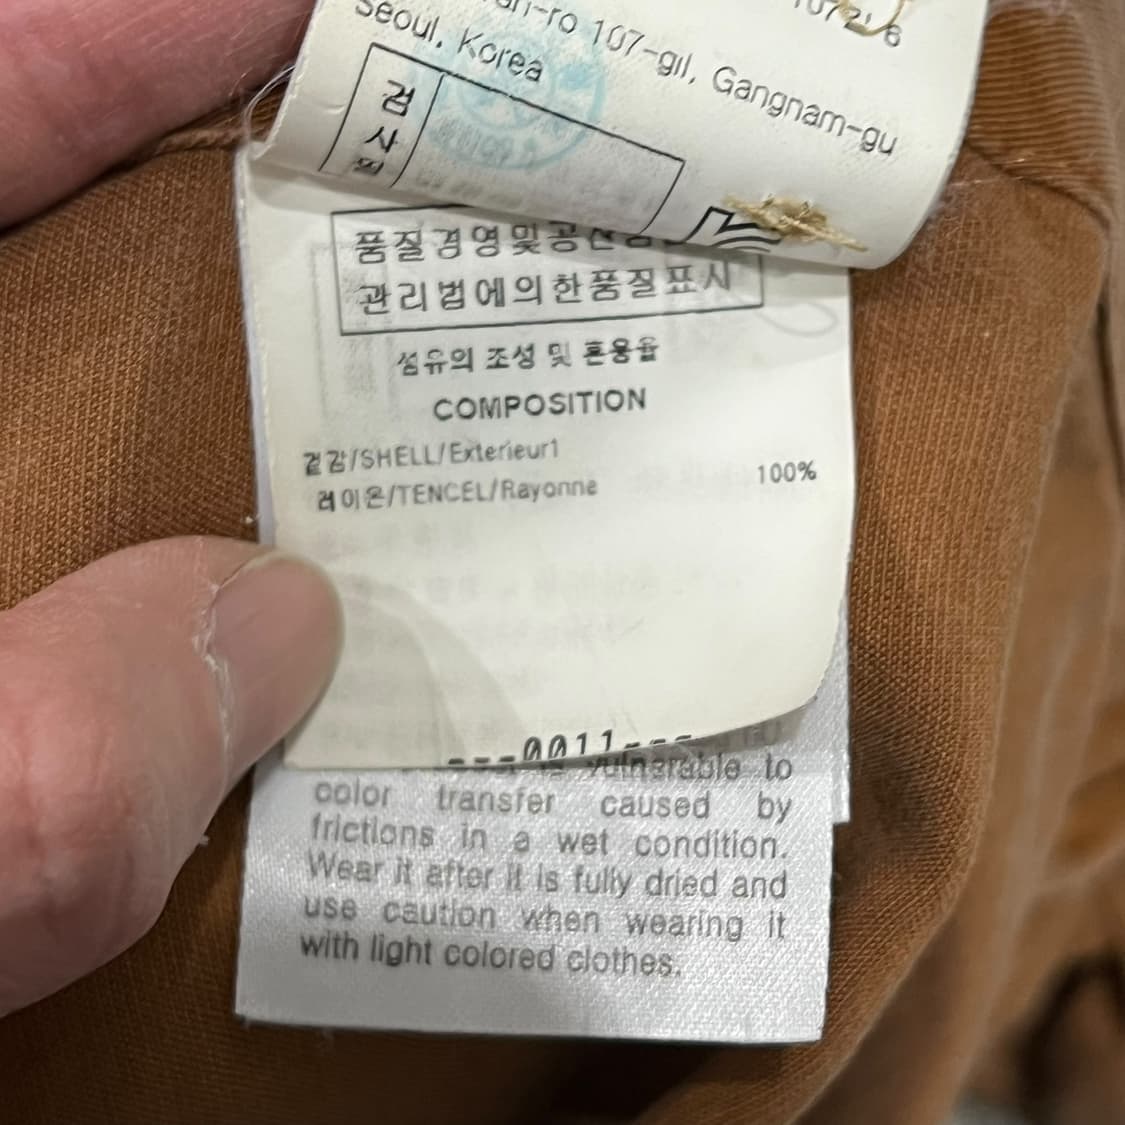 107-gil, Gangnam-gu
Seoul, Korea
검
사
품질경영및공산
관리법에의한품질표시
섬유의 조성 및 혼용율
COMPOSITION
겉감/SHELL/Exterieur1
레이온/TENCEL/Rayonne 100%
---0011---
vulnerable to
color transfer caused by
frictions in a wet condition.
Wear it after it is fully dried and
use caution when wearing it
with light colored clothes.